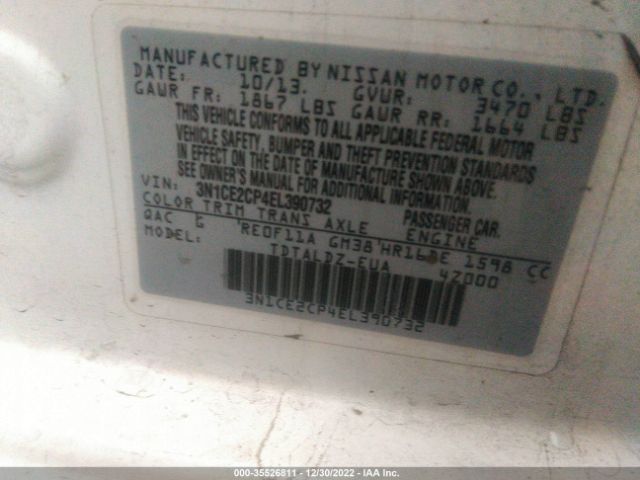 MANUFACTURED BY NISSAN MOTOR CO., LTD.
DATE: 10/13. GVWR: 3470 LBS
GAWR FR: 1867 LBS GAWR RR: 1664 LBS
THIS VEHICLE CONFORMS TO ALL APPLICABLE FEDERAL MOTOR
VEHICLE SAFETY, BUMPER AND THEFT PREVENTION STANDARDS
IN EFFECT ON THE DATE OF MANUFACTURE SHOWN ABOVE.
SEE OWNER'S MANUAL FOR ADDITIONAL INFORMATION.
VIN: 3N1CE2CP4EL390732 PASSENGER CAR.
COLOR TRIM TRANS AXLE ENGINE
QAC G RE0F11A GM38 HR16DE 1598 CC
MODEL: TDTALDZ-EUA 42000
3N1CE2CP4EL390732
000-35526811 - 12/30/2022 - IAA Inc.